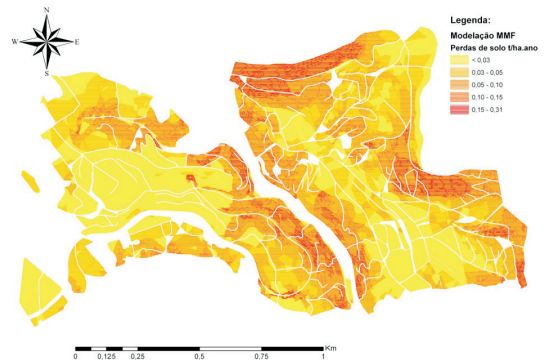 N
W E
S
Legenda:
Modelação MMF
Perdas de solo t/ha.ano
< 0,03
0,03 - 0,05
0,05 - 0,10
0,10 - 0,15
0,15 - 0,31
Km
0 0,125 0,25 0,5 0,75 1